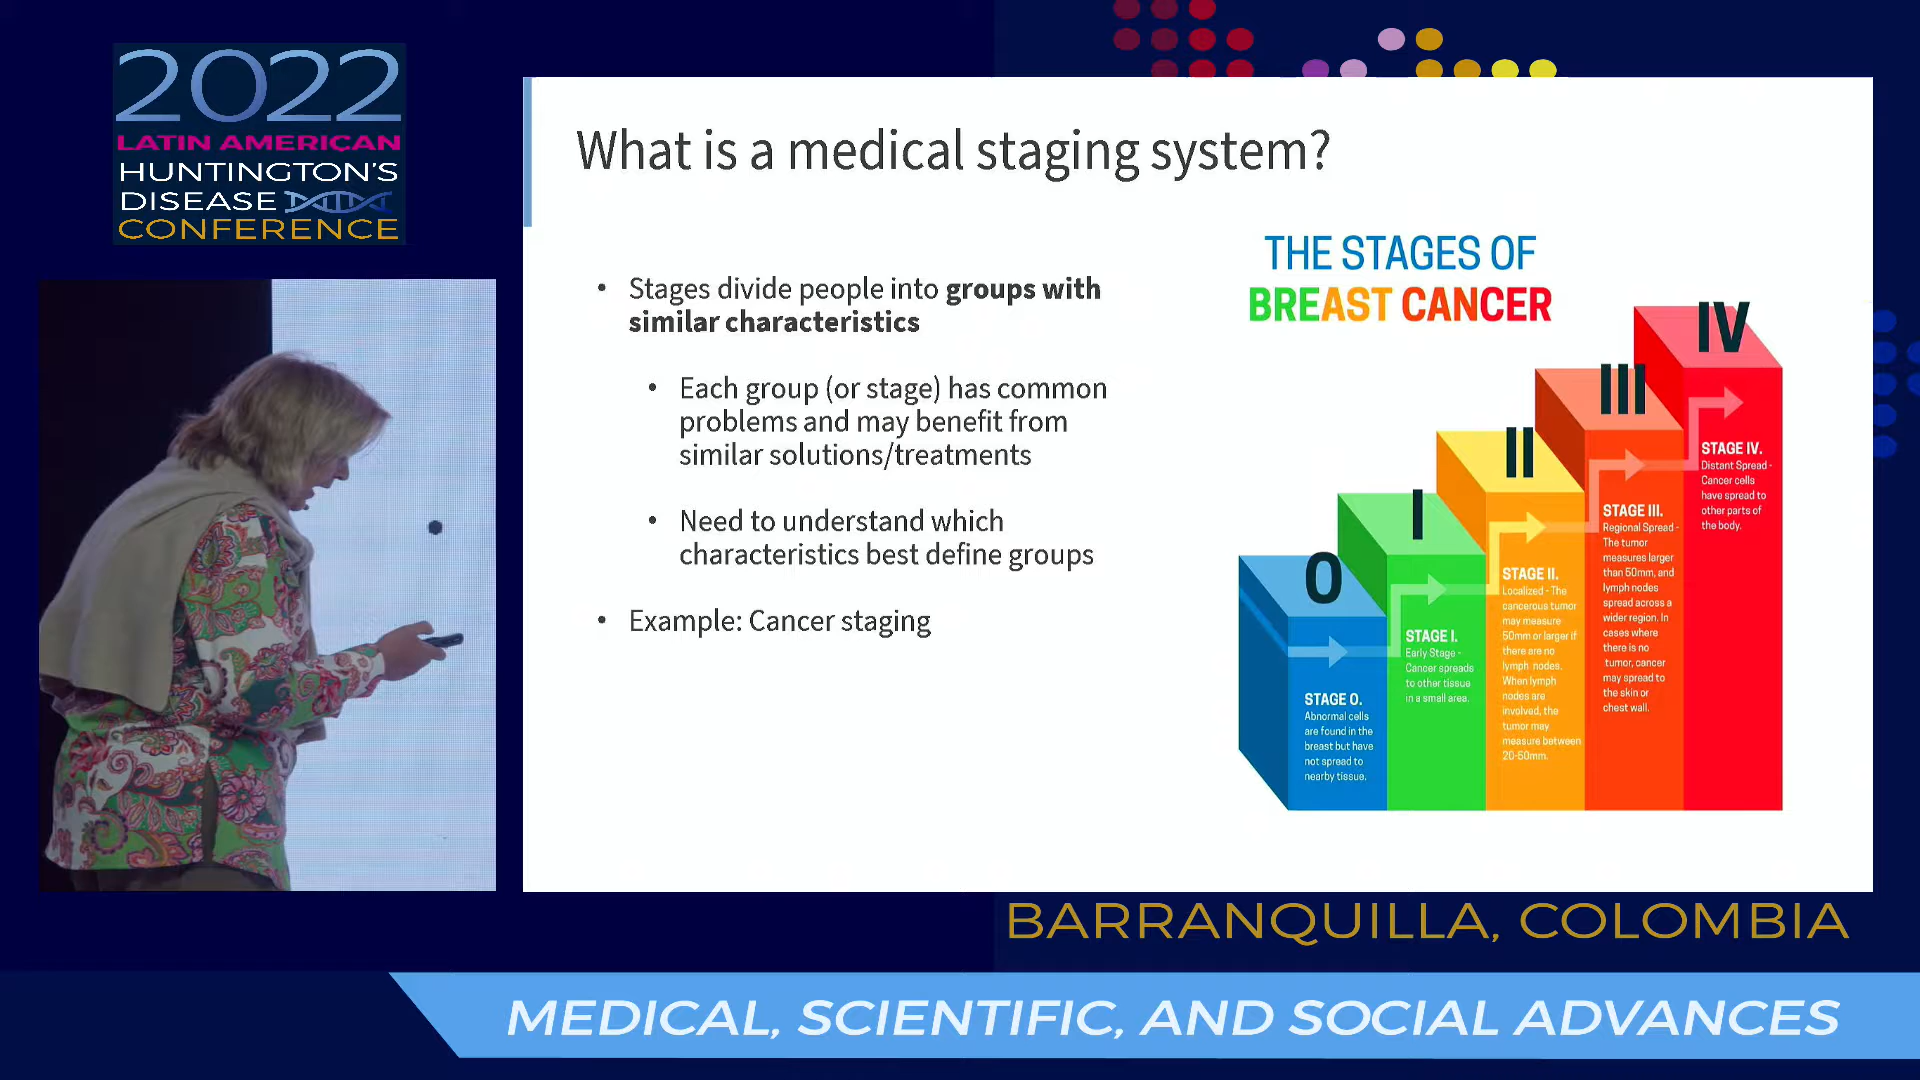 2022
LATIN AMERICAN
HUNTINGTON'S
DISEASE
CONFERENCE
What is a medical staging system?
• Stages divide people into groups with
similar characteristics
• Each group (or stage) has common
problems and may benefit from
similar solutions/treatments
• Need to understand which
characteristics best define groups
• Example: Cancer staging
THE STAGES OF
BREAST CANCER
0
STAGE 0.
Abnormal cells
are found in the
breast but have
not spread to
nearby tissue.
I
STAGE I.
Early Stage -
Cancer spreads
to other tissue
in a small area.
II
STAGE II.
Localized - The
cancerous tumor
may measure
50mm or larger if
there are no
lymph nodes.
When lymph
nodes are
involved, the
tumor may
measure between
20-50mm.
III
STAGE III.
Regional Spread -
The tumor
measures larger
than 50mm, and
lymph nodes
spread across a
wider region. In
cases where
there is no
tumor, cancer
may spread to
the skin or
chest wall.
IV
STAGE IV.
Distant Spread -
Cancer cells
have spread to
other parts of
the body.
BARRANQUILLA, COLOMBIA
MEDICAL, SCIENTIFIC, AND SOCIAL ADVANCES